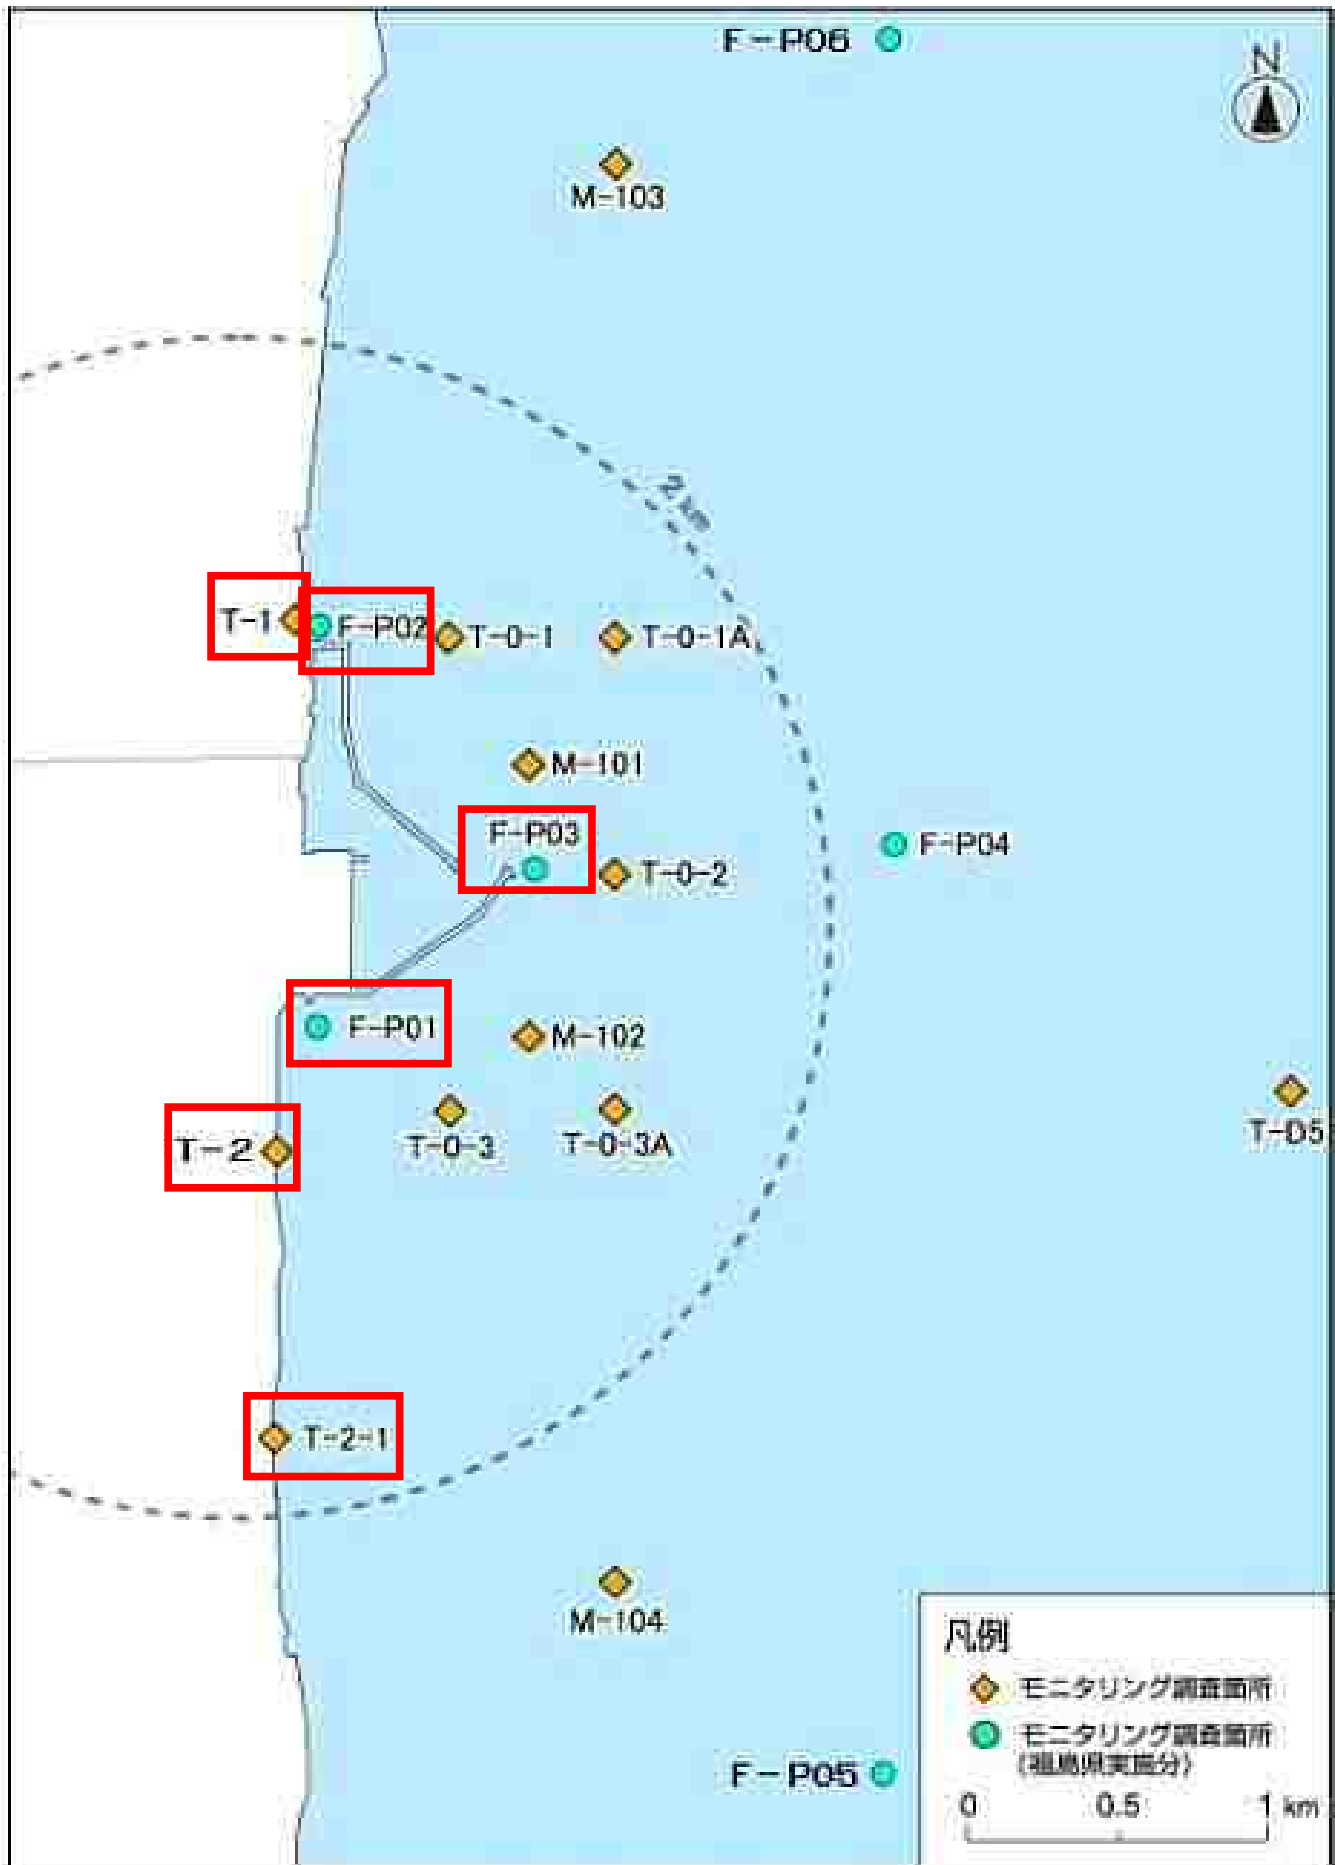 F-P06
N
M-103
2km
T-1
F-P02
T-0-1
T-0-1A
M-101
F-P03
T-0-2
F-P04
F-P01
M-102
T-2
T-0-3
T-0-3A
T-D5
T-2-1
M-104
凡例
モニタリング調査箇所
モニタリング調査箇所
(福島県実施分)
F-P05
0 0.5 1 km